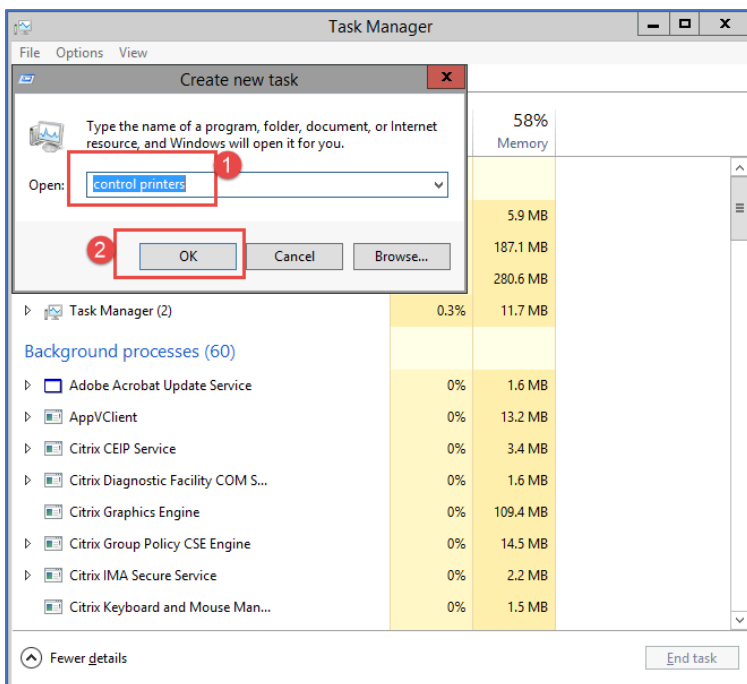 Task Manager
File Options View
Create new task
Type the name of a program, folder, document, or Internet
resource, and Windows will open it for you.
1
Open: control printers
2
OK Cancel Browse...
58%
Memory
5.9 MB
187.1 MB
280.6 MB
Task Manager (2) 0.3% 11.7 MB
Background processes (60)
Adobe Acrobat Update Service 0% 1.6 MB
AppVClient 0% 13.2 MB
Citrix CEIP Service 0% 3.4 MB
Citrix Diagnostic Facility COM S... 0% 1.6 MB
Citrix Graphics Engine 0% 109.4 MB
Citrix Group Policy CSE Engine 0% 14.5 MB
Citrix IMA Secure Service 0% 2.2 MB
Citrix Keyboard and Mouse Man... 0% 1.5 MB
Fewer details End task